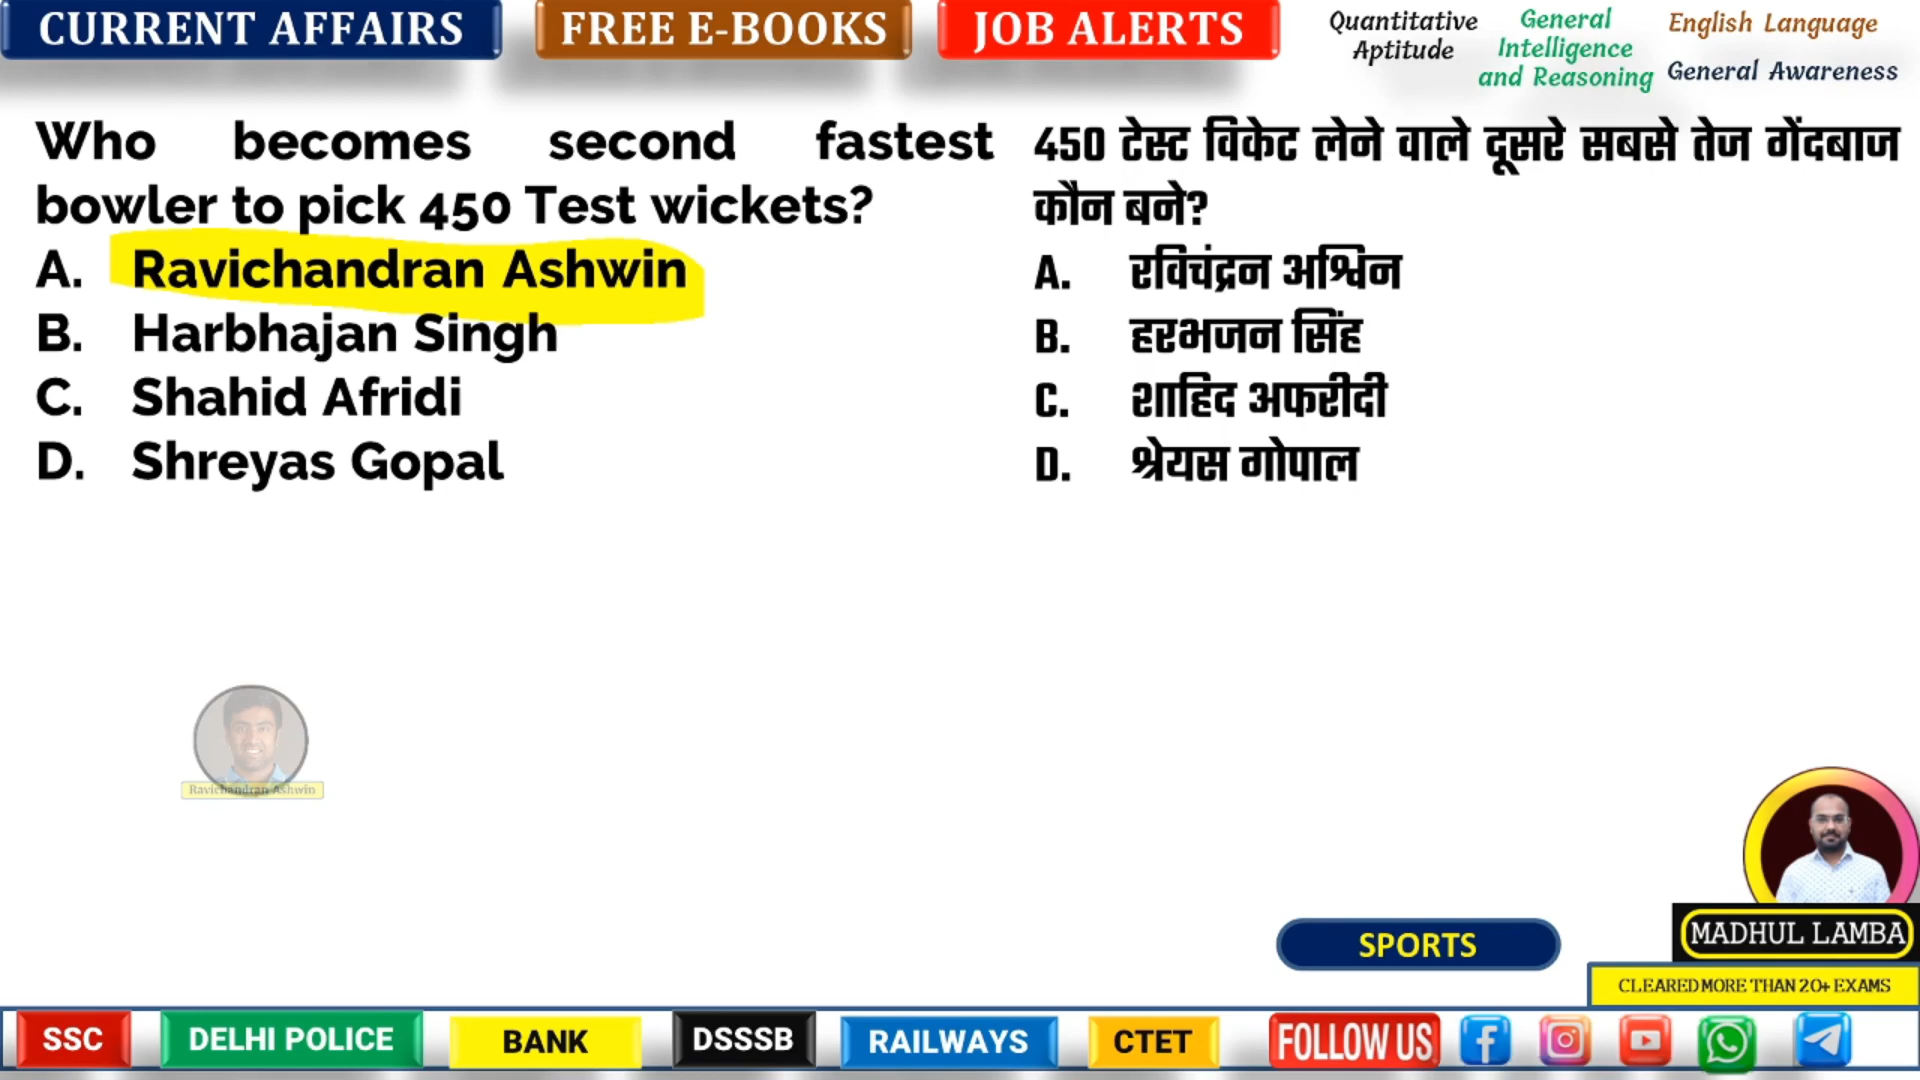 CURRENT AFFAIRS
FREE E-BOOKS
JOB ALERTS
Quantitative
Aptitude
General
Intelligence
and Reasoning
English Language
General Awareness
Who becomes second fastest
bowler to pick 450 Test wickets?
A. Ravichandran Ashwin
B. Harbhajan Singh
C. Shahid Afridi
D. Shreyas Gopal
450 टेस्ट विकेट लेने वाले दूसरे सबसे तेज गेंदबाज
कौन बने?
A. रविचंद्रन अश्विन
B. हरभजन सिंह
C. शाहिद अफरीदी
D. श्रेयस गोपाल
Ravichandran Ashwin
SPORTS
MADHUL LAMBA
CLEARED MORE THAN 20+ EXAMS
SSC
DELHI POLICE
BANK
DSSSB
RAILWAYS
CTET
FOLLOW US